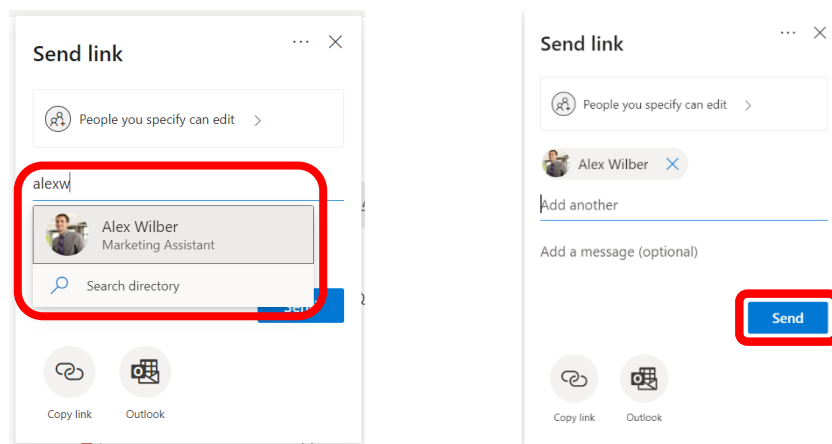 Send link
People you specify can edit
alexw
Alex Wilber
Marketing Assistant
Search directory
Copy link
Outlook
Send link
People you specify can edit
Alex Wilber
Add another
Add a message (optional)
Send
Copy link
Outlook